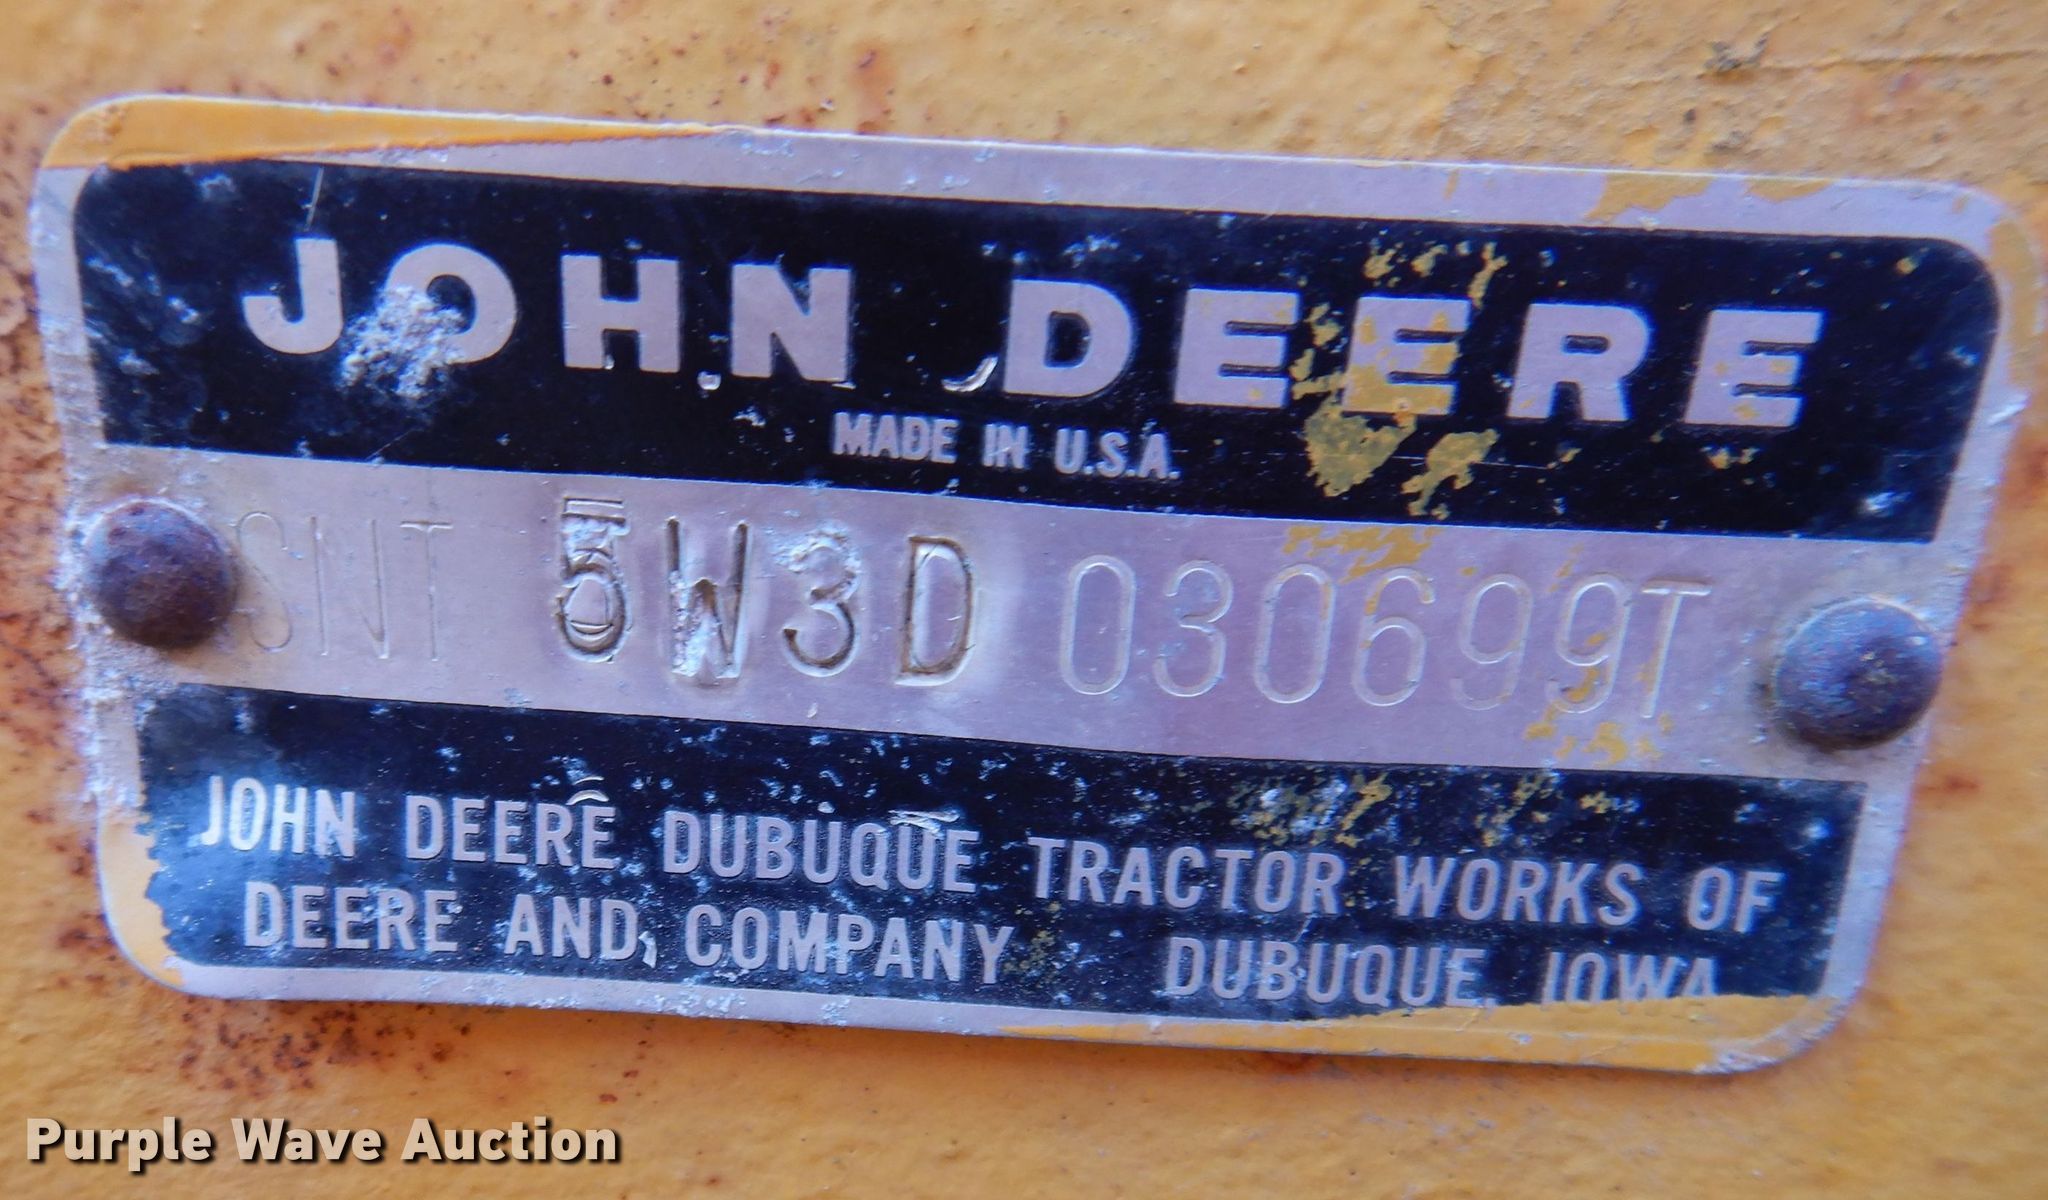 JOHN DEERE
MADE IN U.S.A.
SNT 5W3D 030699T
JOHN DEERE DUBUQUE TRACTOR WORKS OF
DEERE AND COMPANY DUBUQUE, IOWA
Purple Wave Auction